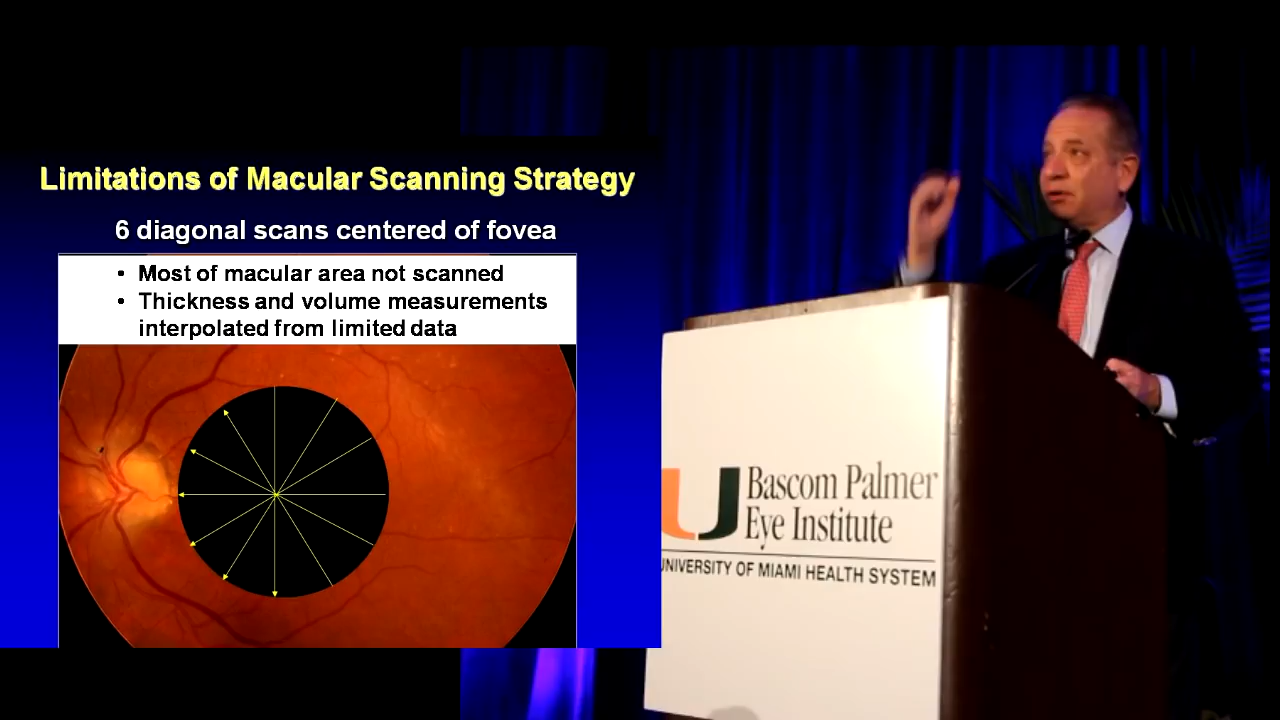 Limitations of Macular Scanning Strategy
6 diagonal scans centered of fovea
• Most of macular area not scanned
• Thickness and volume measurements
interpolated from limited data
Bascom Palmer
Eye Institute
UNIVERSITY OF MIAMI HEALTH SYSTEM